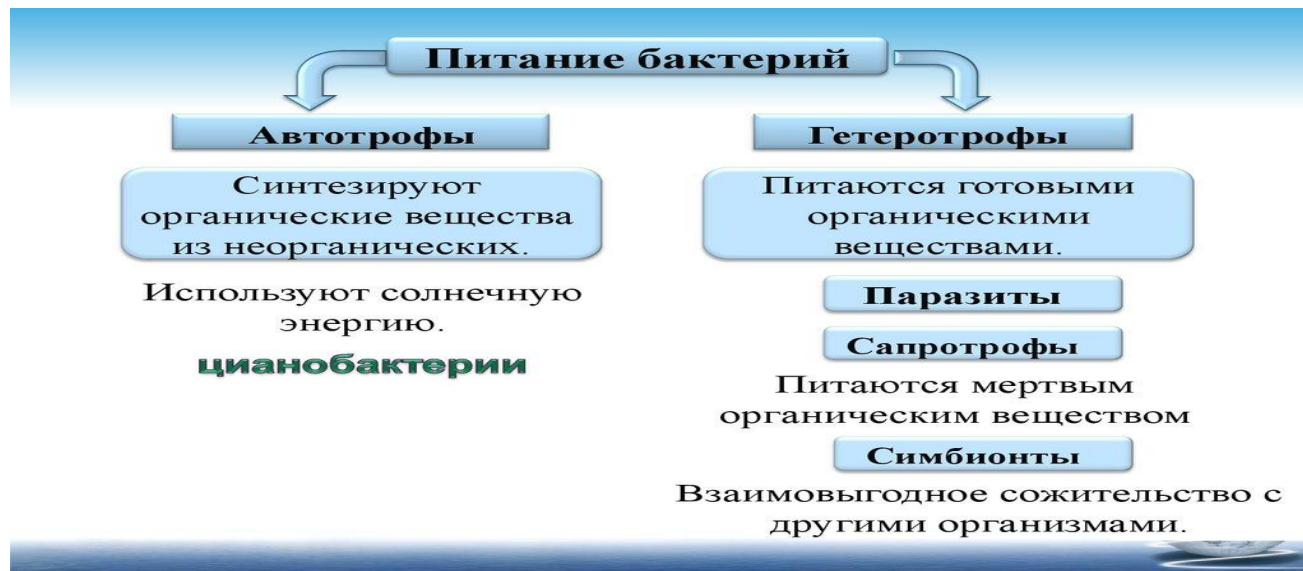 Питание бактерий
Автотрофы
Синтезируют
органические вещества
из неорганических.
Используют солнечную
энергию.
цианобактерии
Гетеротрофы
Питаются готовыми
органическими
веществами.
Паразиты
Сапротрофы
Питаются мертвым
органическим веществом
Симбионты
Взаимовыгодное сожительство с
другими организмами.